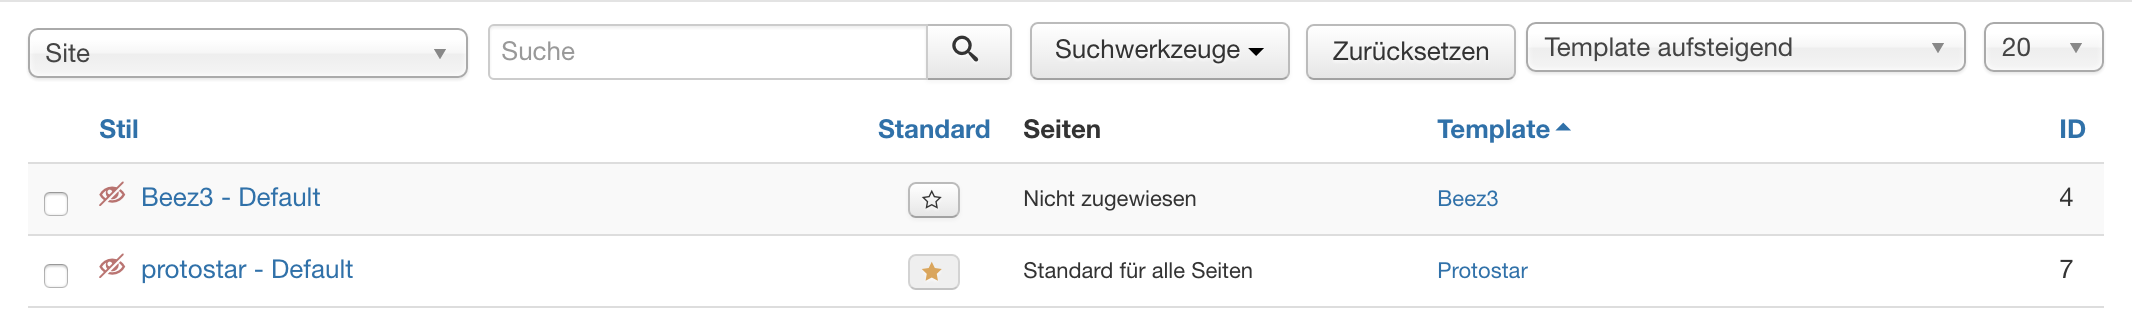 Site Suche Suchwerkzeuge Zurücksetzen Template aufsteigend 20
Stil Standard Seiten Template ID
Beez3 - Default Nicht zugewiesen Beez3 4
protostar - Default Standard für alle Seiten Protostar 7